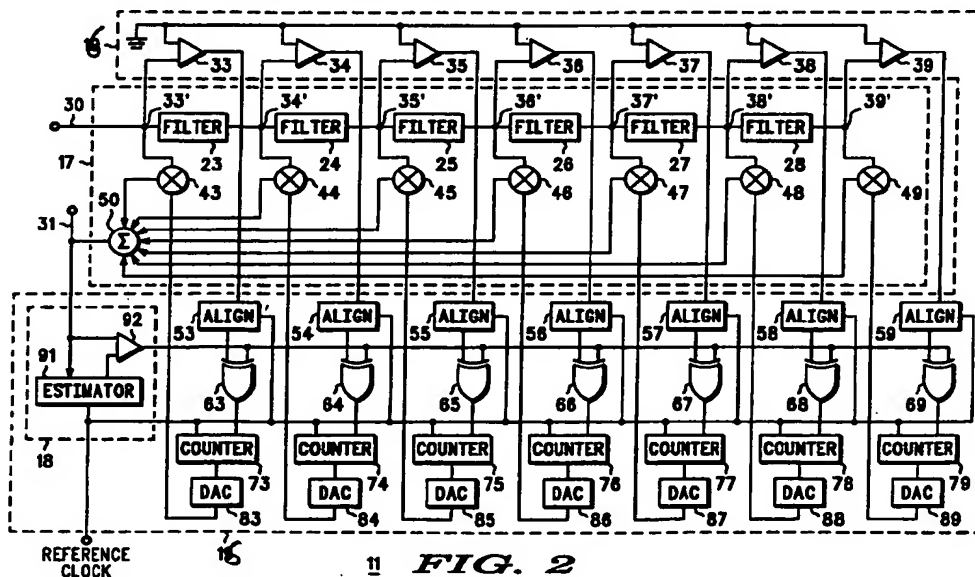 33 34 35 36 37 38 39
30 33' 34' 35' 36' 37' 38' 39'
FILTER FILTER FILTER FILTER FILTER FILTER
17 23 24 25 26 27 28
43 44 45 46 47 48 49
31 50
Σ
53 ALIGN 54 ALIGN 55 ALIGN 56 ALIGN 57 ALIGN 58 ALIGN 59 ALIGN
92
91
ESTIMATOR
63 64 65 66 67 68 69
18
COUNTER COUNTER COUNTER COUNTER COUNTER COUNTER COUNTER
73 74 75 76 77 78 79
DAC DAC DAC DAC DAC DAC DAC
83 84 85 86 87 88 89
REFERENCE
CLOCK
11 FIG. 2